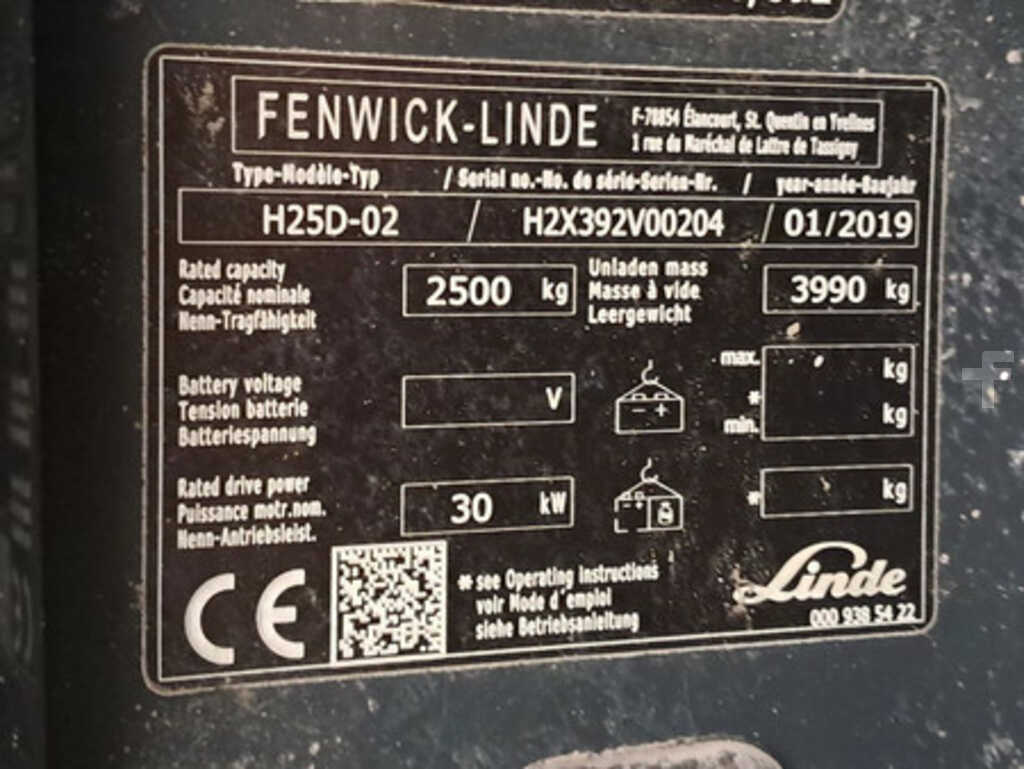 FENWICK-LINDE
F-78854 Élancourt, St. Quentin en Yvelines
1 rue du Maréchal de Lattre de Tassigny
Type-Modèle-Typ / Serial no.-No. de série-Serien-Nr. / year-année-Baujahr
H25D-02 / H2X392V00204 / 01/2019
Rated capacity
Capacité nominale
Nenn-Tragfähigkeit
2500 kg
Unladen mass
Masse à vide
Leergewicht
3990 kg
Battery voltage
Tension batterie
Batteriespannung
V
- +
max.
*
min.
kg
kg
Rated drive power
Puissance motr.nom.
Nenn-Antriebsleist.
30 kW
- +
*
kg
CE
* see Operating instructions
voir Mode d'emploi
siehe Betriebsanleitung
Linde
000 938 54 22